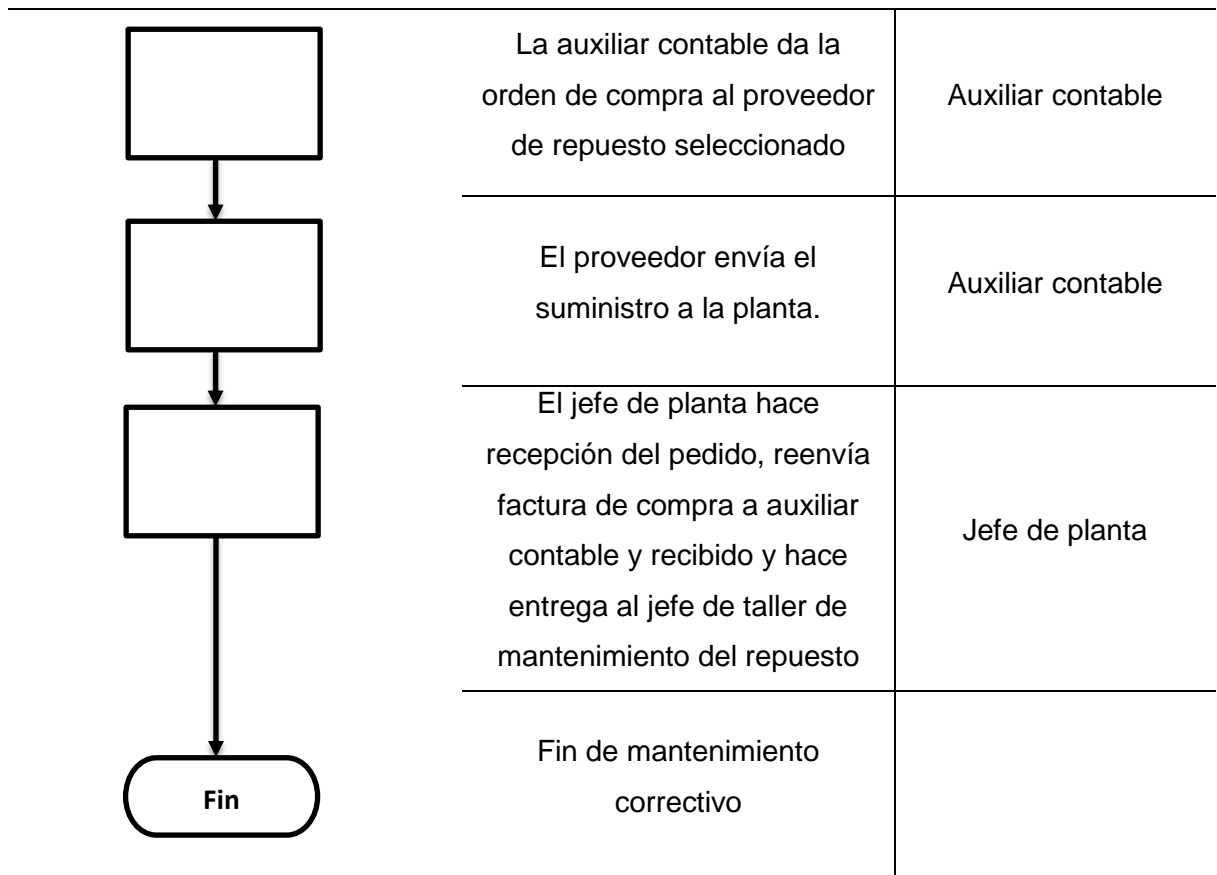 La auxiliar contable da la
orden de compra al proveedor
de repuesto seleccionado
Auxiliar contable
El proveedor envía el
suministro a la planta.
Auxiliar contable
El jefe de planta hace
recepción del pedido, reenvía
factura de compra a auxiliar
contable y recibido y hace
entrega al jefe de taller de
mantenimiento del repuesto
Jefe de planta
Fin
Fin de mantenimiento
correctivo